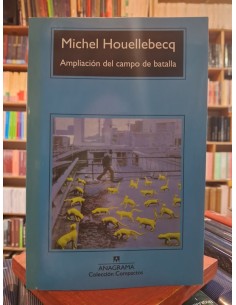 Michel Houellebecq
Ampliación del campo de batalla
ANAGRAMA
Colección Compactos